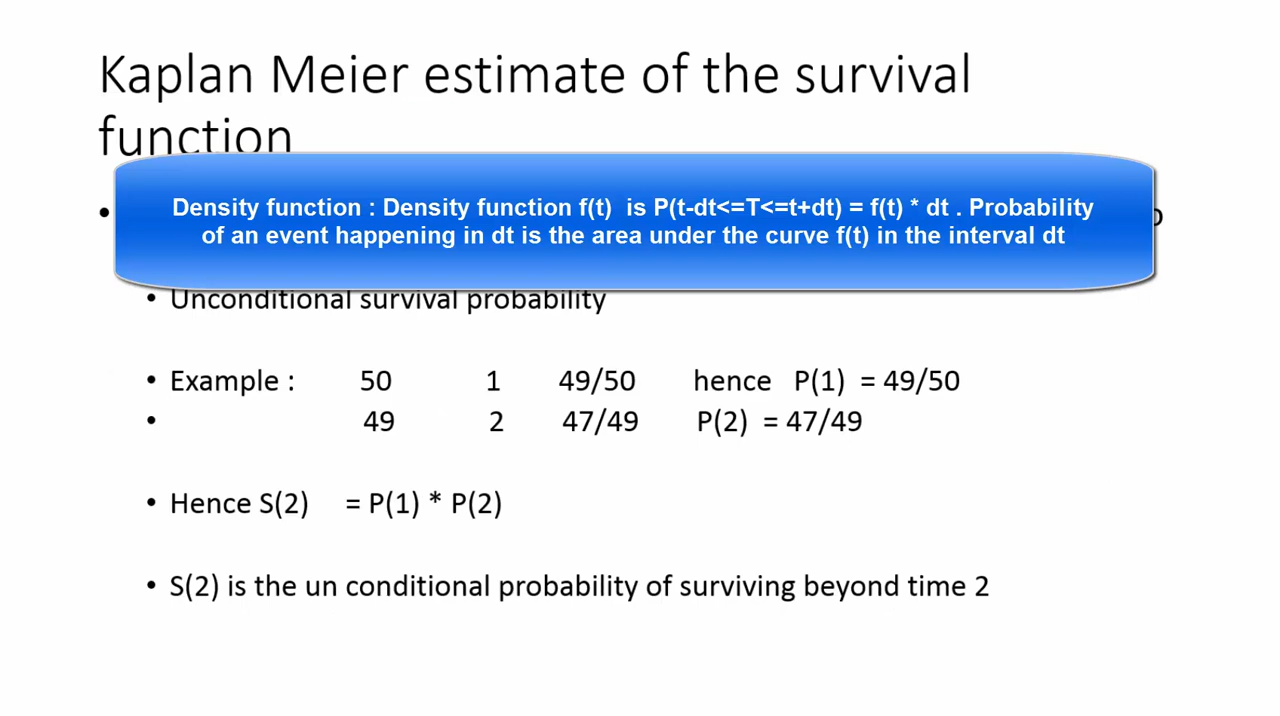 Kaplan Meier estimate of the survival
function
Density function : Density function f(t) is P(t-dt<=T<=t+dt) = f(t) * dt . Probability
of an event happening in dt is the area under the curve f(t) in the interval dt
• Unconditional survival probability
• Example : 50 1 49/50 hence P(1) = 49/50
• 49 2 47/49 P(2) = 47/49
• Hence S(2) = P(1) * P(2)
• S(2) is the un conditional probability of surviving beyond time 2